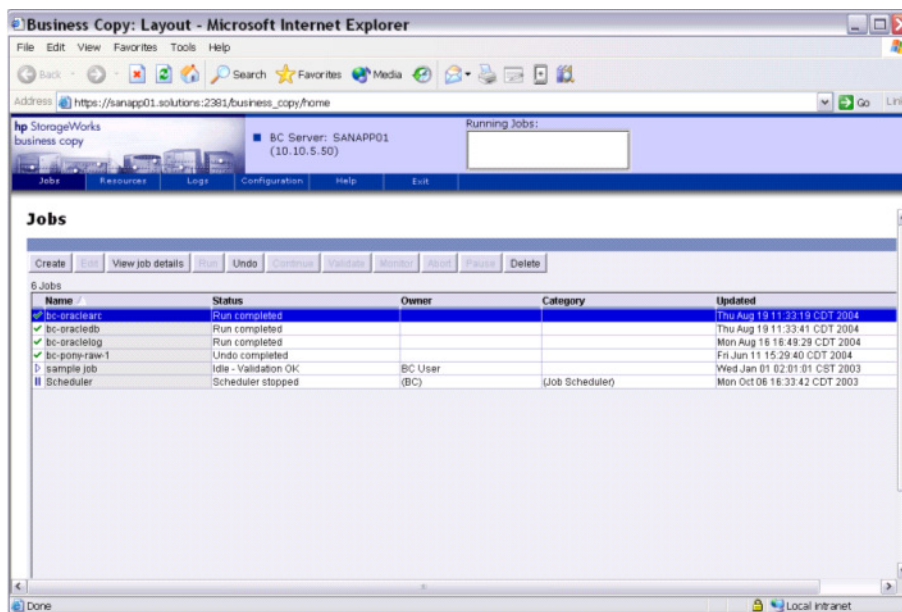 Business Copy: Layout - Microsoft Internet Explorer
File Edit View Favorites Tools Help
Back Search Favorites Media
Address https://sanapp01.solutions:2381/business_copy/home Go Link
hp StorageWorks
business copy
BC Server: SANAPP01
(10.10.5.50)
Running Jobs:
Jobs Resources Logs Configuration Help Exit
Jobs
Create Edit View job details Run Undo Continue Validate Monitor Abort Pause Delete
6 Jobs
Name Status Owner Category Updated
bc-oraclearc Run completed Thu Aug 19 11:33:19 CDT 2004
bc-oracledb Run completed Thu Aug 19 11:33:41 CDT 2004
bc-oraclelog Run completed Mon Aug 16 16:49:29 CDT 2004
bc-pony-raw-1 Undo completed Fri Jun 11 15:29:40 CDT 2004
sample job Idle - Validation OK BC User Wed Jan 01 02:01:01 CST 2003
Scheduler Scheduler stopped (BC) (Job Scheduler) Mon Oct 06 16:33:42 CDT 2003
Done Local intranet